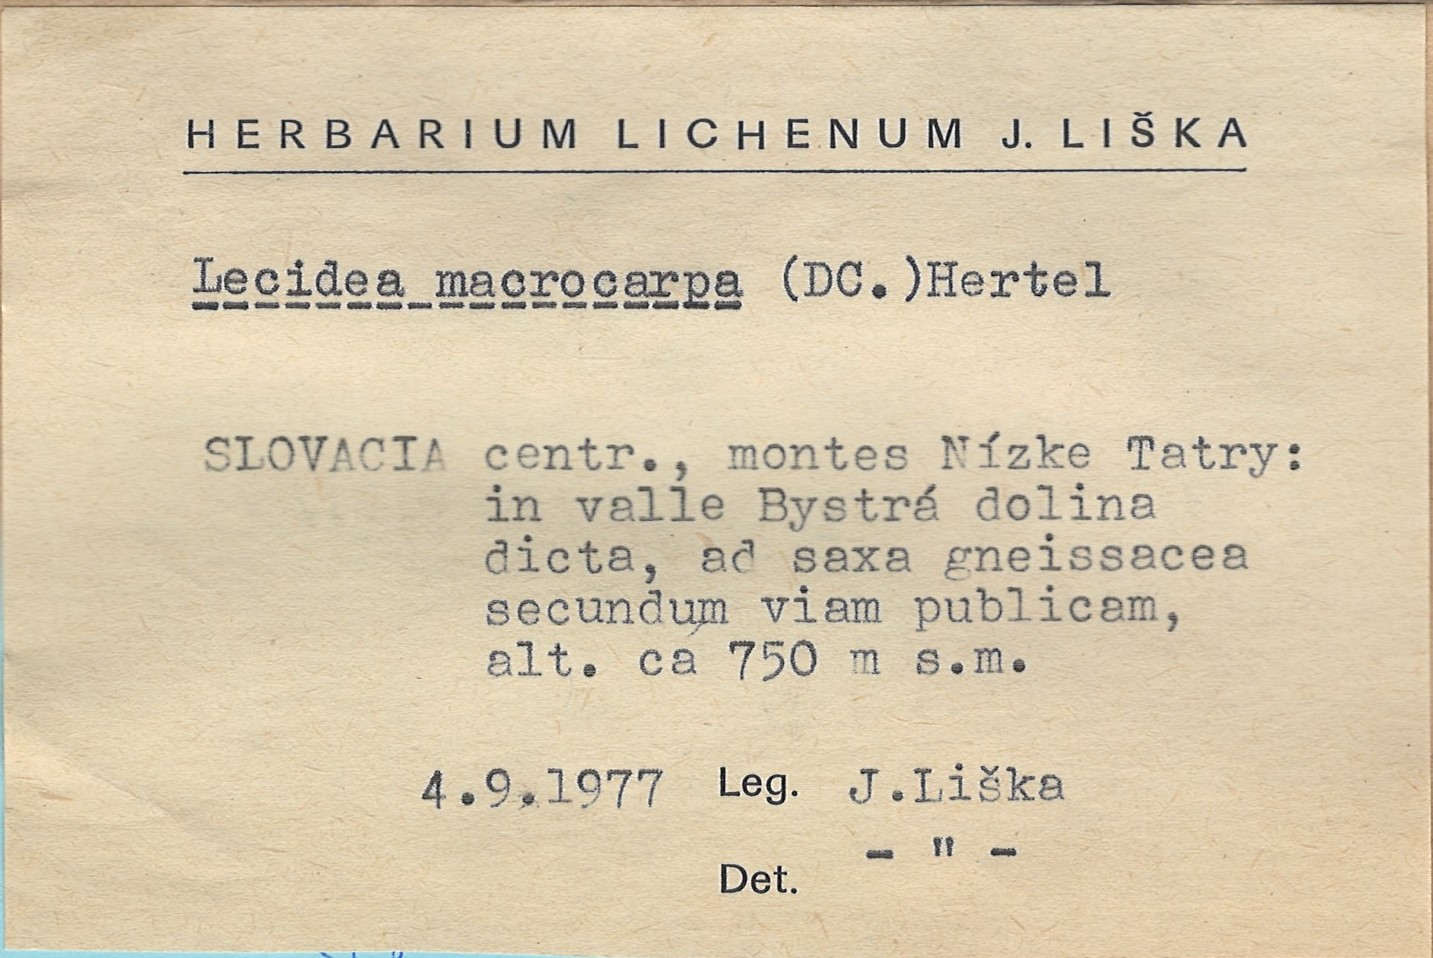 HERBARIUM LICHENUM J. LIŠKA
Lecidea macrocarpa (DC.)Hertel
SLOVACIA centr., montes Nízke Tatry:
in valle Bystrá dolina
dicta, ad saxa gneissacea
secundum viam publicam,
alt. ca 750 m s.m.
4.9.1977 Leg. J.Liška
Det. - " -